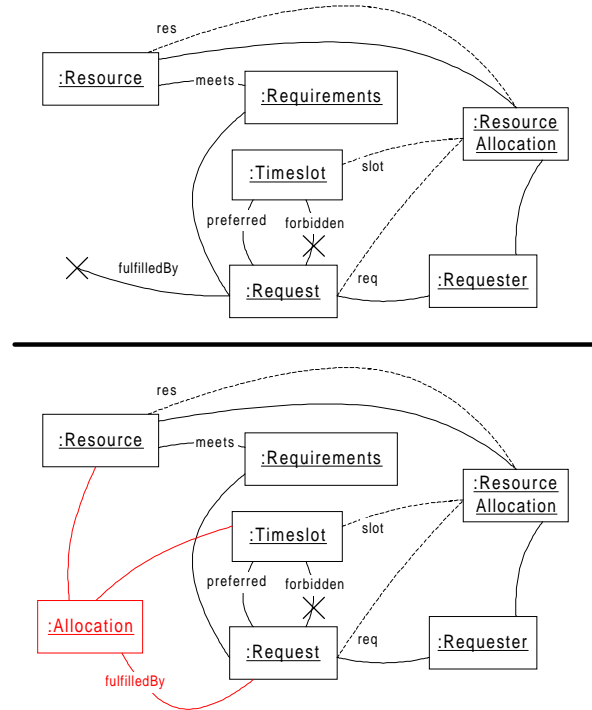 res
:Resource
meets
:Requirements
:Resource
Allocation
:Timeslot
slot
preferred
forbidden
fulfilledBy
:Request
req
:Requester
res
:Resource
meets
:Requirements
:Resource
Allocation
:Timeslot
slot
preferred
forbidden
:Allocation
:Request
req
:Requester
fulfilledBy